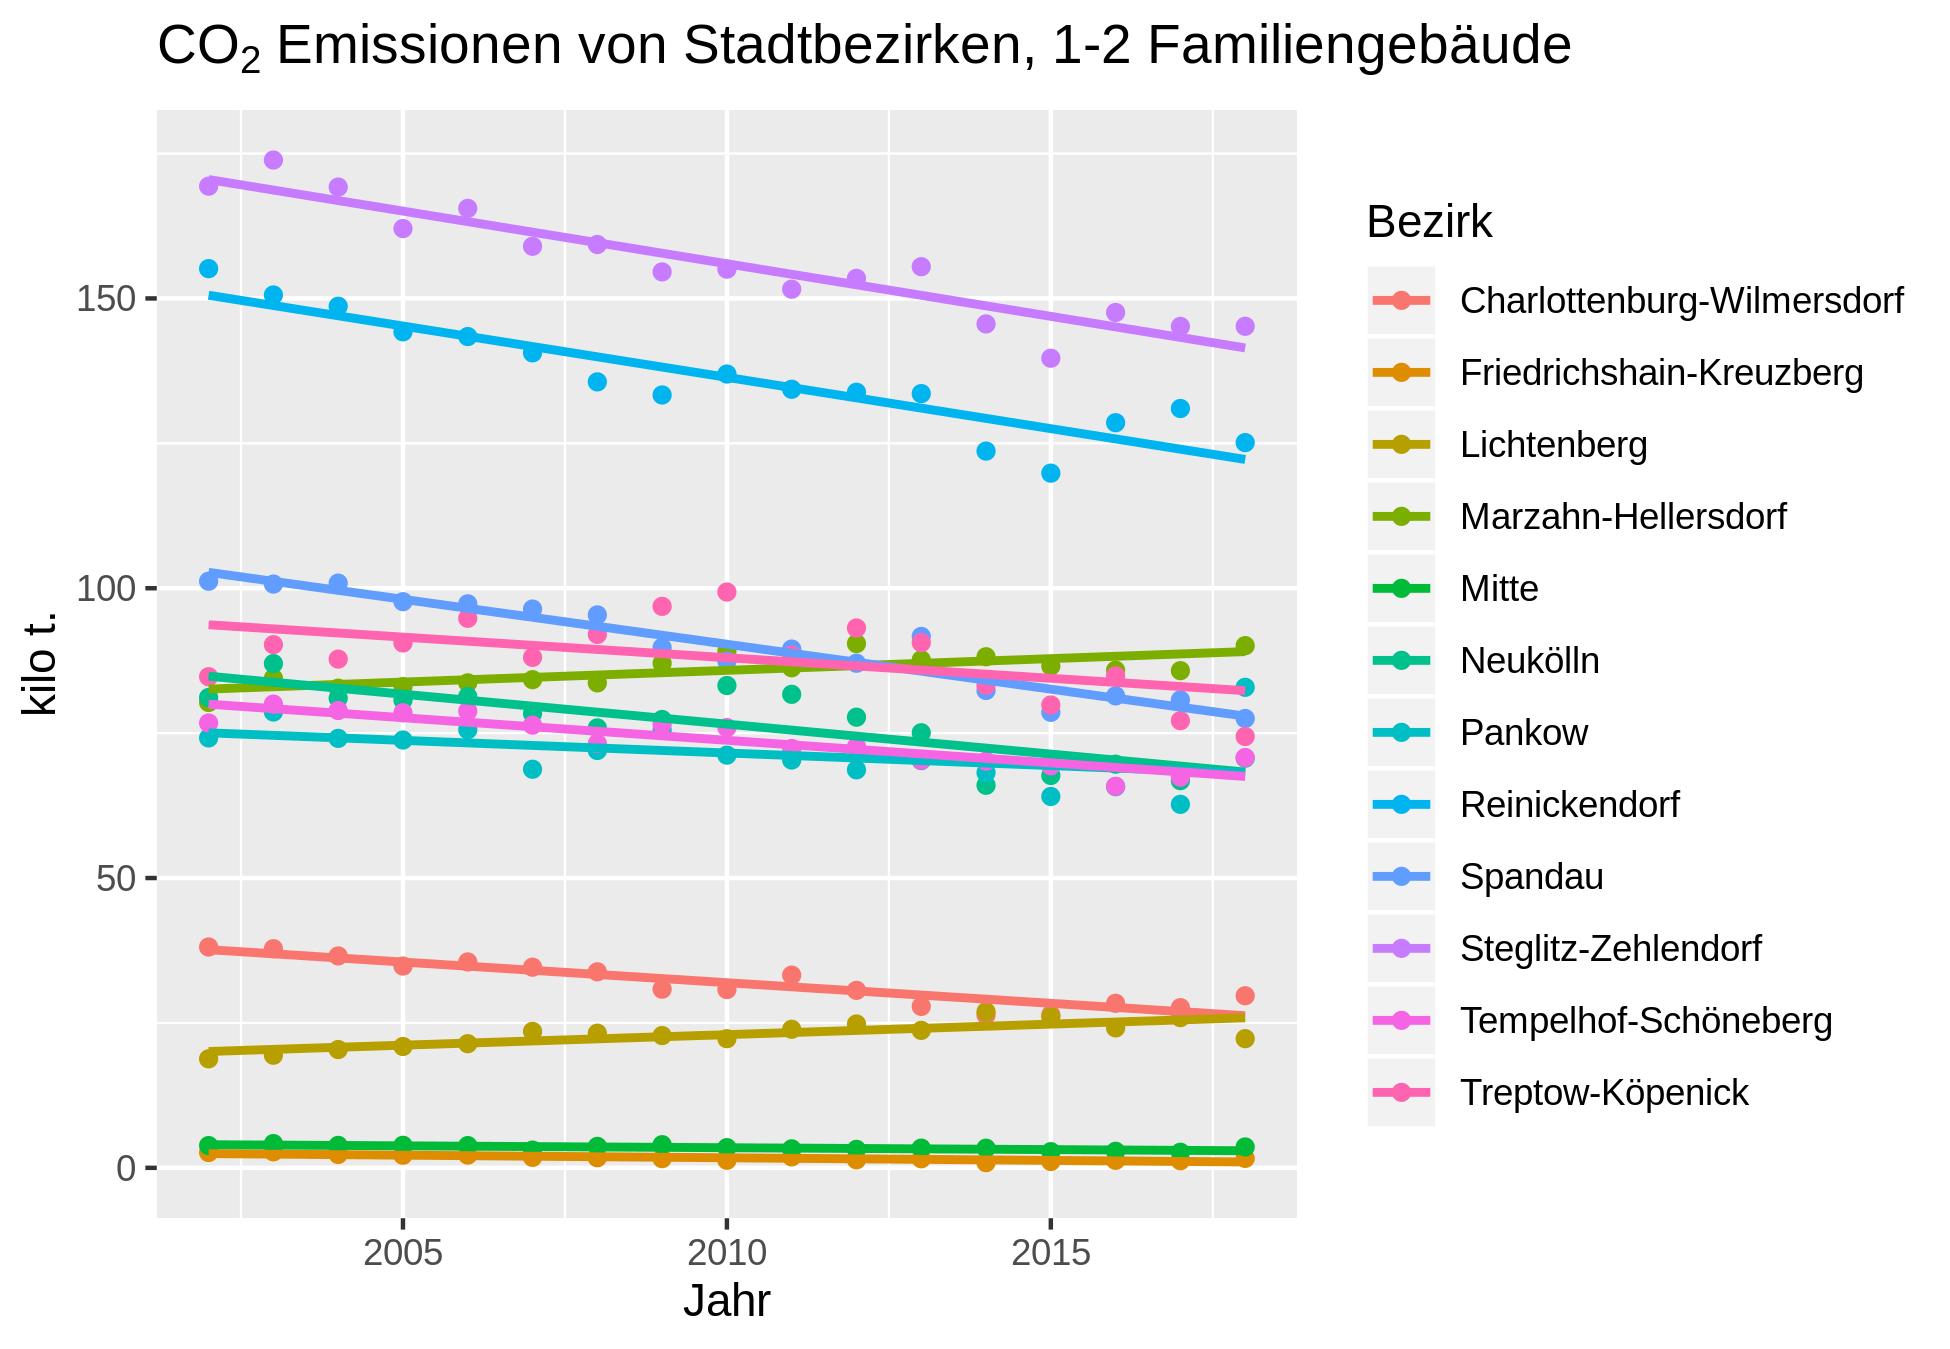 CO₂ Emissionen von Stadtbezirken, 1-2 Familiengebäude
kilo t.
150
100
50
0
2005 2010 2015
Jahr
Bezirk
Charlottenburg-Wilmersdorf
Friedrichshain-Kreuzberg
Lichtenberg
Marzahn-Hellersdorf
Mitte
Neukölln
Pankow
Reinickendorf
Spandau
Steglitz-Zehlendorf
Tempelhof-Schöneberg
Treptow-Köpenick